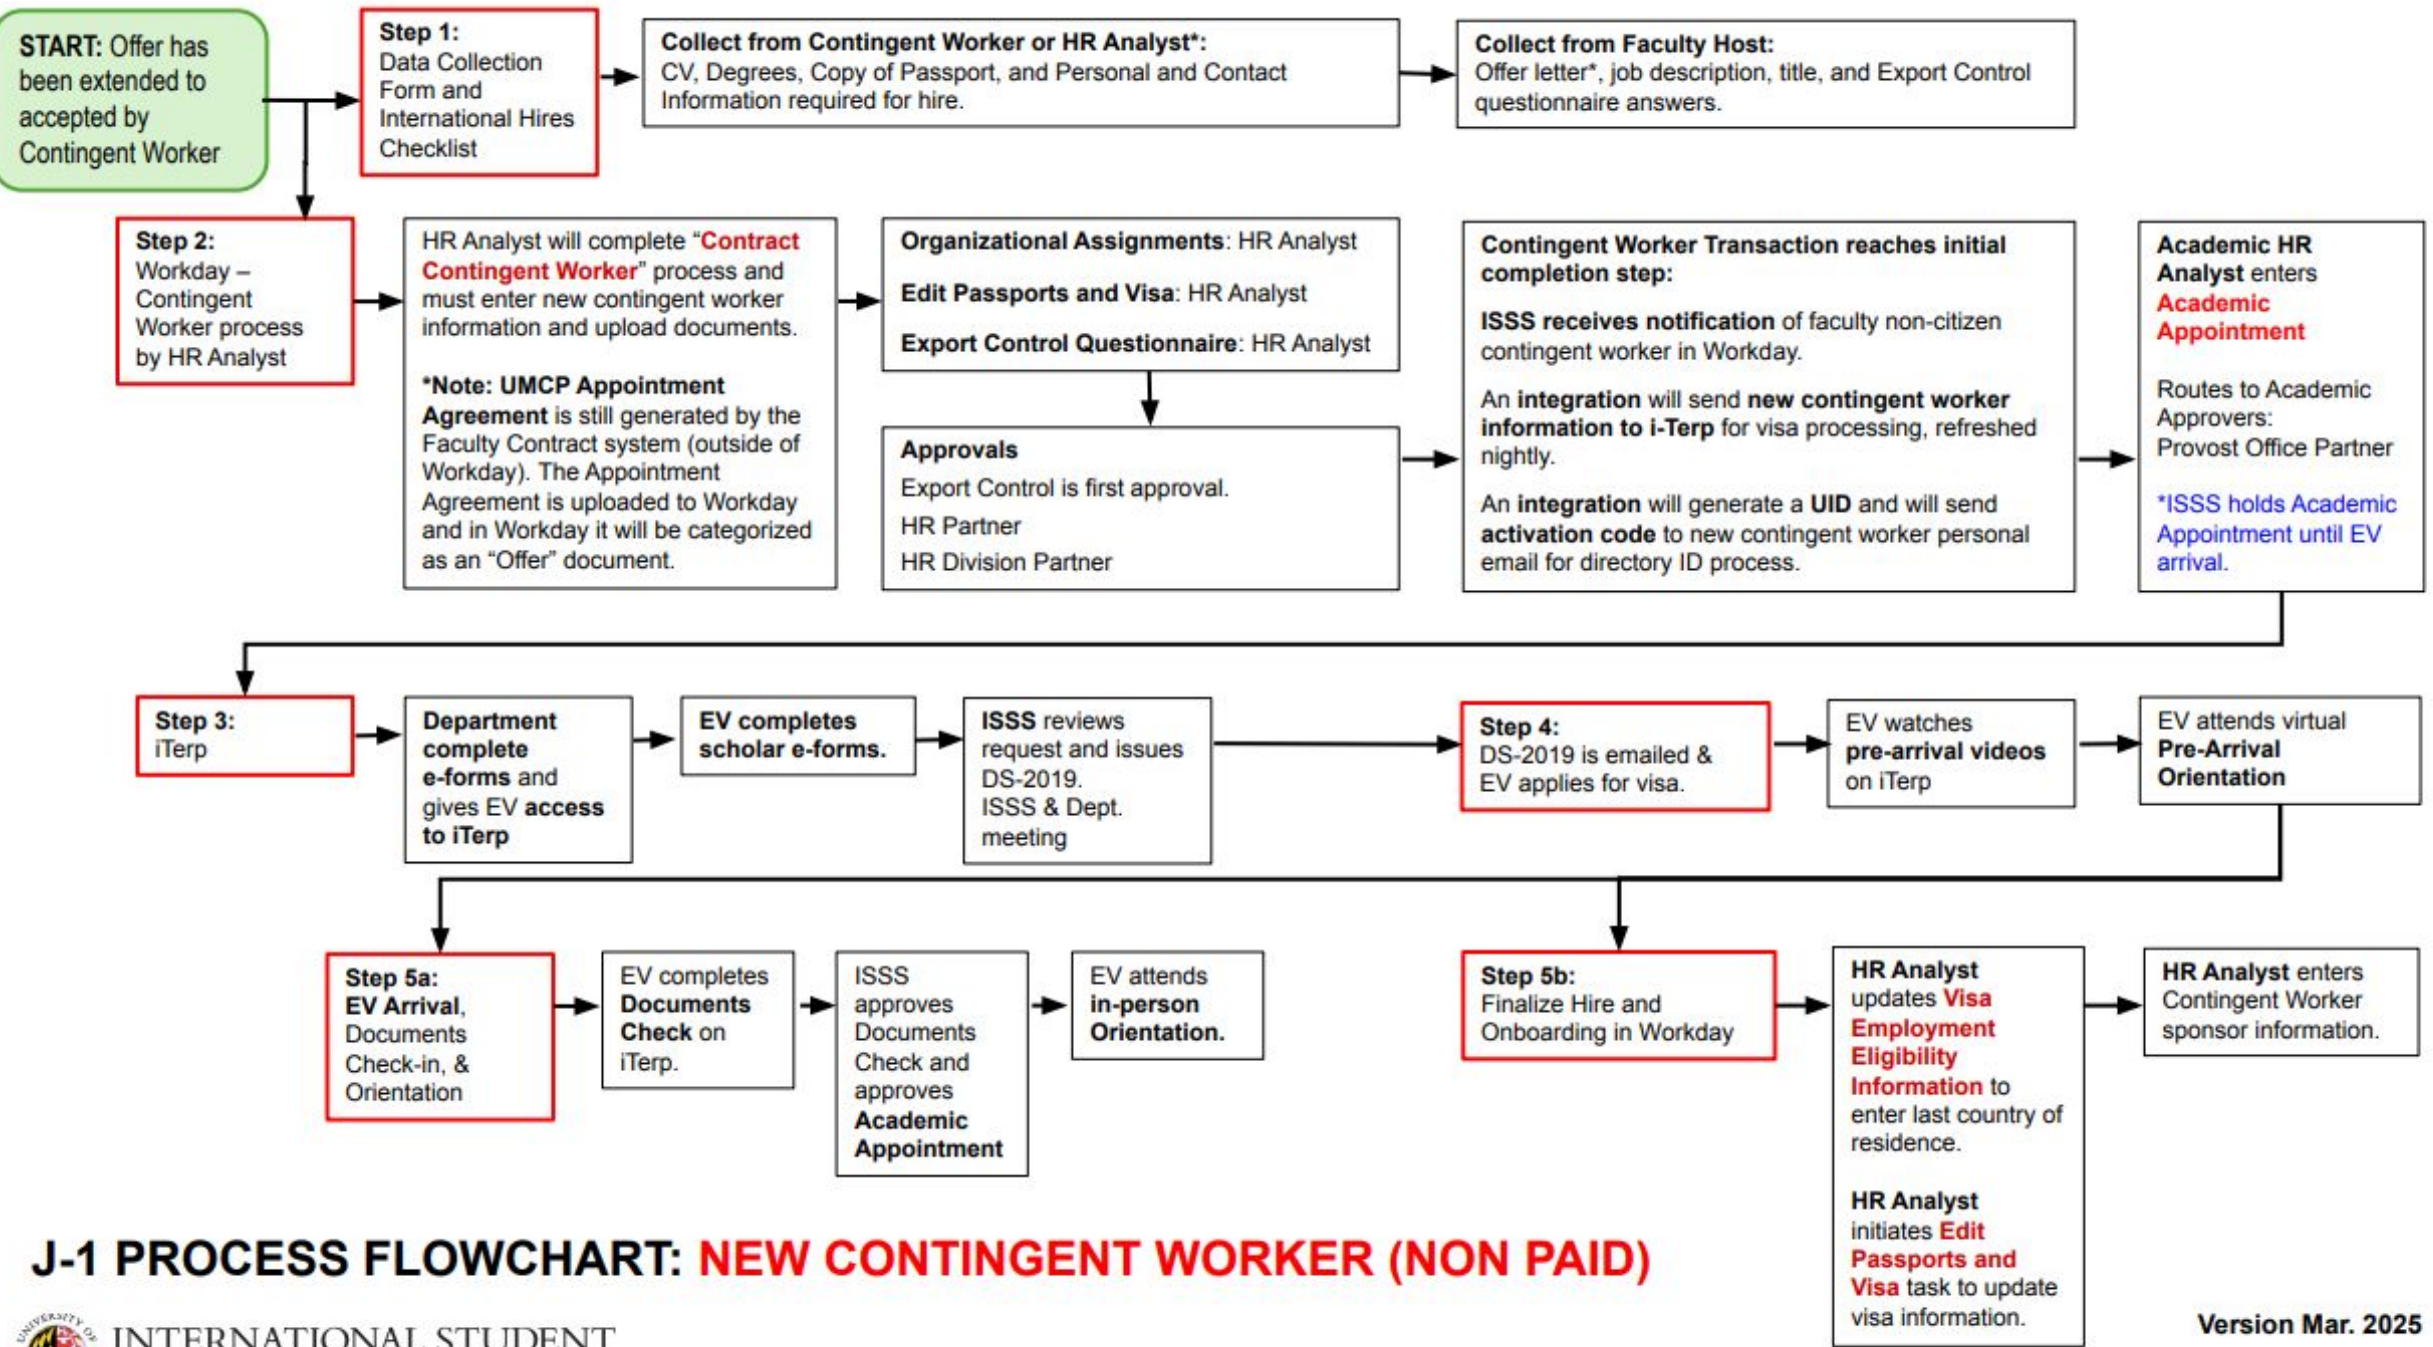 START: Offer has
been extended to
accepted by
Contingent Worker
Step 1:
Data Collection
Form and
International Hires
Checklist
Collect from Contingent Worker or HR Analyst*:
CV, Degrees, Copy of Passport, and Personal and Contact
Information required for hire.
Collect from Faculty Host:
Offer letter*, job description, title, and Export Control
questionnaire answers.
Step 2:
Workday –
Contingent
Worker process
by HR Analyst
HR Analyst will complete “Contract
Contingent Worker” process and
must enter new contingent worker
information and upload documents.
*Note: UMCP Appointment
Agreement is still generated by the
Faculty Contract system (outside of
Workday). The Appointment
Agreement is uploaded to Workday
and in Workday it will be categorized
as an “Offer” document.
Organizational Assignments: HR Analyst
Edit Passports and Visa: HR Analyst
Export Control Questionnaire: HR Analyst
Approvals
Export Control is first approval.
HR Partner
HR Division Partner
Contingent Worker Transaction reaches initial
completion step:
ISSS receives notification of faculty non-citizen
contingent worker in Workday.
An integration will send new contingent worker
information to i-Terp for visa processing, refreshed
nightly.
An integration will generate a UID and will send
activation code to new contingent worker personal
email for directory ID process.
Academic HR
Analyst enters
Academic
Appointment
Routes to Academic
Approvers:
Provost Office Partner
*ISSS holds Academic
Appointment until EV
arrival.
Step 3:
iTerp
Department
complete
e-forms and
gives EV access
to iTerp
EV completes
scholar e-forms.
ISSS reviews
request and issues
DS-2019.
ISSS & Dept.
meeting
Step 4:
DS-2019 is emailed &
EV applies for visa.
EV watches
pre-arrival videos
on iTerp
EV attends virtual
Pre-Arrival
Orientation
Step 5a:
EV Arrival,
Documents
Check-in, &
Orientation
EV completes
Documents
Check on
iTerp.
ISSS
approves
Documents
Check and
approves
Academic
Appointment
EV attends
in-person
Orientation.
Step 5b:
Finalize Hire and
Onboarding in Workday
HR Analyst
updates Visa
Employment
Eligibility
Information to
enter last country of
residence.
HR Analyst
initiates Edit
Passports and
Visa task to update
visa information.
HR Analyst enters
Contingent Worker
sponsor information.
J-1 PROCESS FLOWCHART: NEW CONTINGENT WORKER (NON PAID)
UNIVERSITY OF
INTERNATIONAL STUDENT
Version Mar. 2025